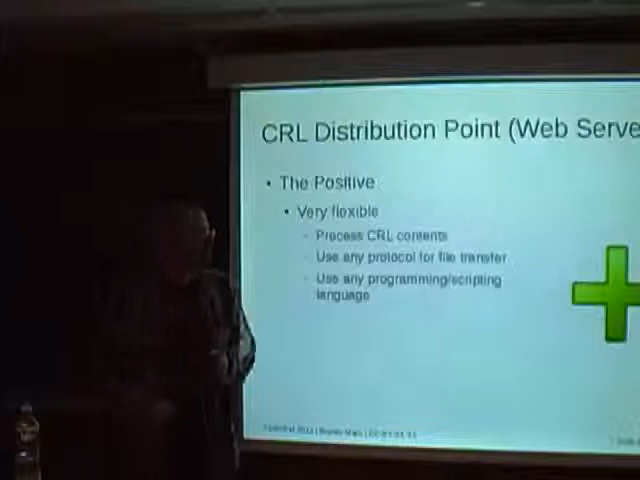 CRL Distribution Point (Web Serve
• The Positive
• Very flexible
- Process CRL contents
- Use any protocol for file transfer
- Use any programming/scripting
language